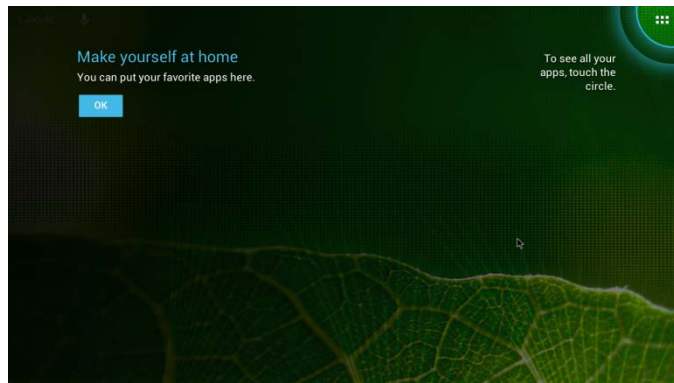 Google
Make yourself at home
You can put your favorite apps here.
OK
To see all your
apps, touch the
circle.